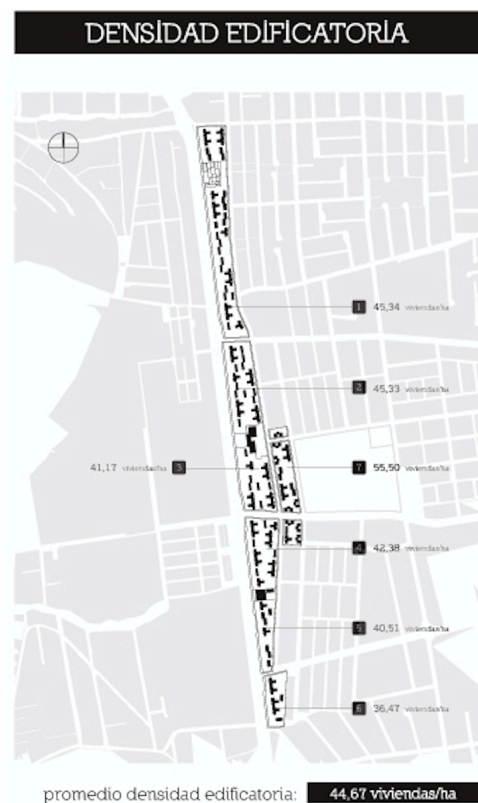 DENSIDAD EDIFICATORIA
1 45,34 viviendas/ha
2 45,33 viviendas/ha
41,17 viviendas/ha 3
7 55,50 viviendas/ha
4 42,38 viviendas/ha
5 40,51 viviendas/ha
6 36,47 viviendas/ha
promedio densidad edificatoria: 44,67 viviendas/ha